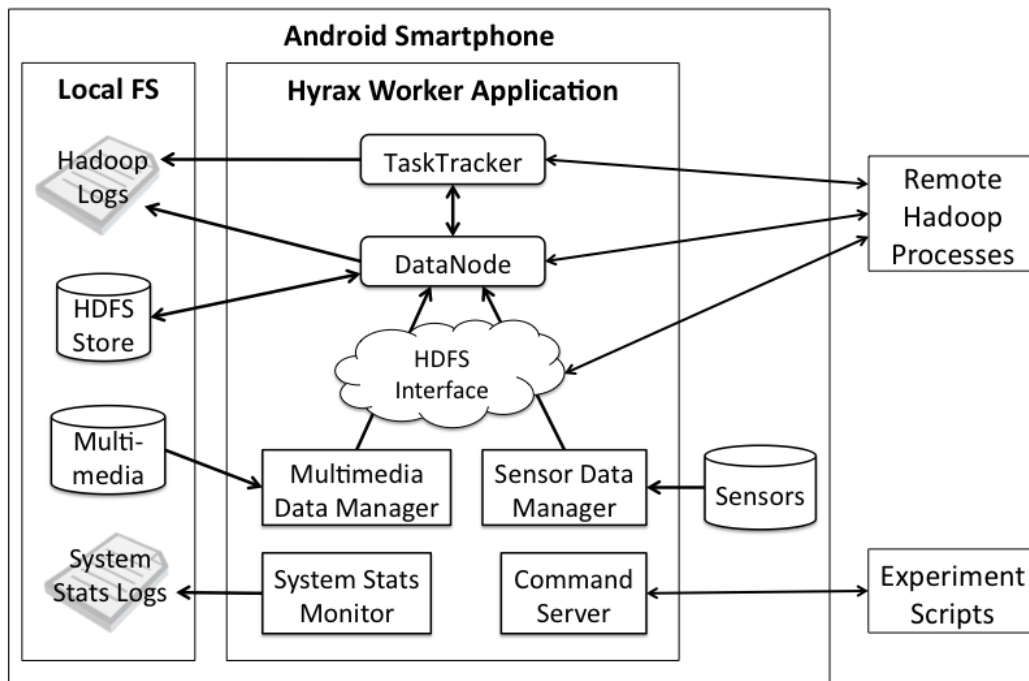 Android Smartphone
Local FS
Hyrax Worker Application
Hadoop
Logs
TaskTracker
Remote
Hadoop
Processes
DataNode
HDFS
Store
HDFS
Interface
Multi-
media
Multimedia
Data Manager
Sensor Data
Manager
Sensors
System
Stats Logs
System Stats
Monitor
Command
Server
Experiment
Scripts